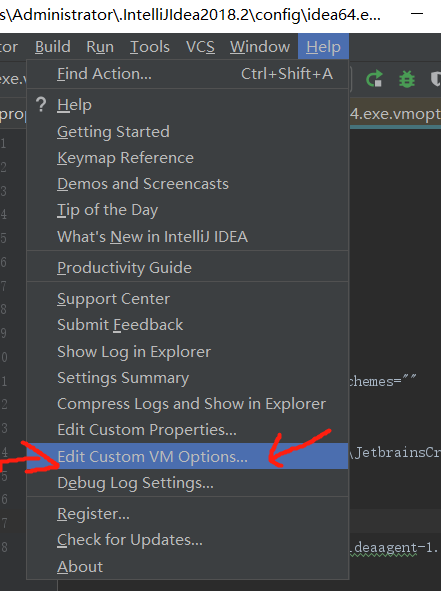 s\Administrator\.IntelliJIdea2018.2\config\idea64.e...
tor Build Run Tools VCS Window Help
Find Action... Ctrl+Shift+A
exe.v
? Help
prop
4.exe.vmopt
Getting Started
Keymap Reference
Demos and Screencasts
Tip of the Day
What's New in IntelliJ IDEA
Productivity Guide
Support Center
Submit Feedback
Show Log in Explorer
Settings Summary
chemes=""
Compress Logs and Show in Explorer
Edit Custom Properties...
Edit Custom VM Options...
\JetbrainsCr
Debug Log Settings...
Register...
Check for Updates...
ideaagent-1.
About